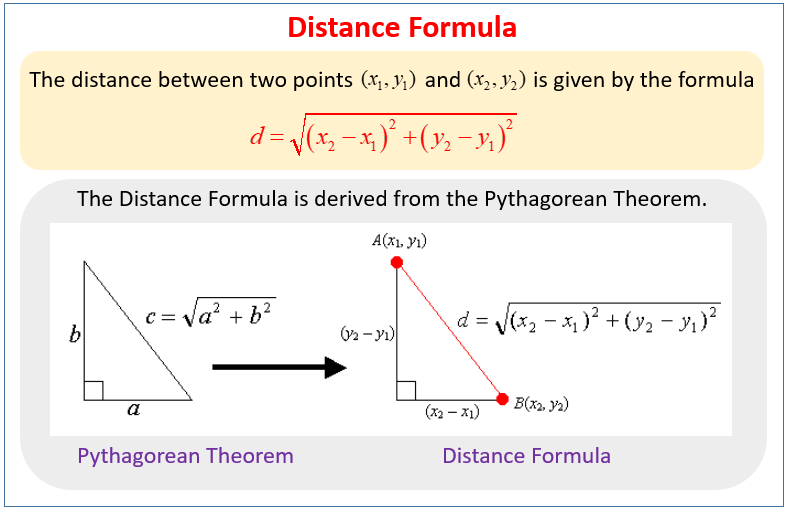 Distance Formula
The distance between two points (x₁, y₁) and (x₂, y₂) is given by the formula
d = √((x₂ − x₁)² + (y₂ − y₁)²)
The Distance Formula is derived from the Pythagorean Theorem.
b
c = √(a² + b²)
a
A(x₁, y₁)
(y₂ − y₁)
d = √((x₂ − x₁)² + (y₂ − y₁)²)
(x₂ − x₁)
B(x₂, y₂)
Pythagorean Theorem
Distance Formula